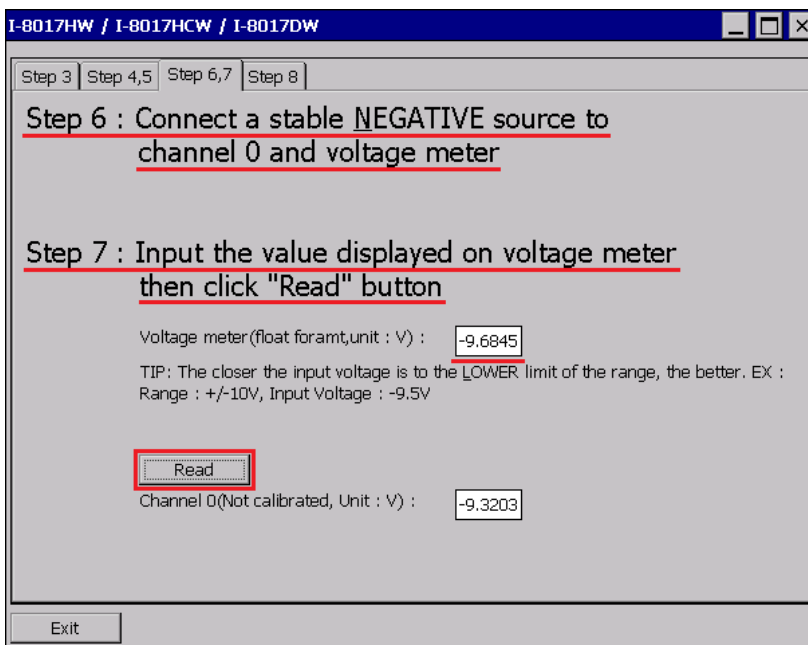 I-8017HW / I-8017HCW / I-8017DW
Step 3 Step 4,5 Step 6,7 Step 8
Step 6 : Connect a stable NEGATIVE source to
channel 0 and voltage meter
Step 7 : Input the value displayed on voltage meter
then click "Read" button
Voltage meter(float foramt,unit : V) : -9.6845
TIP: The closer the input voltage is to the LOWER limit of the range, the better. EX :
Range : +/-10V, Input Voltage : -9.5V
Read
Channel 0(Not calibrated, Unit : V) : -9.3203
Exit